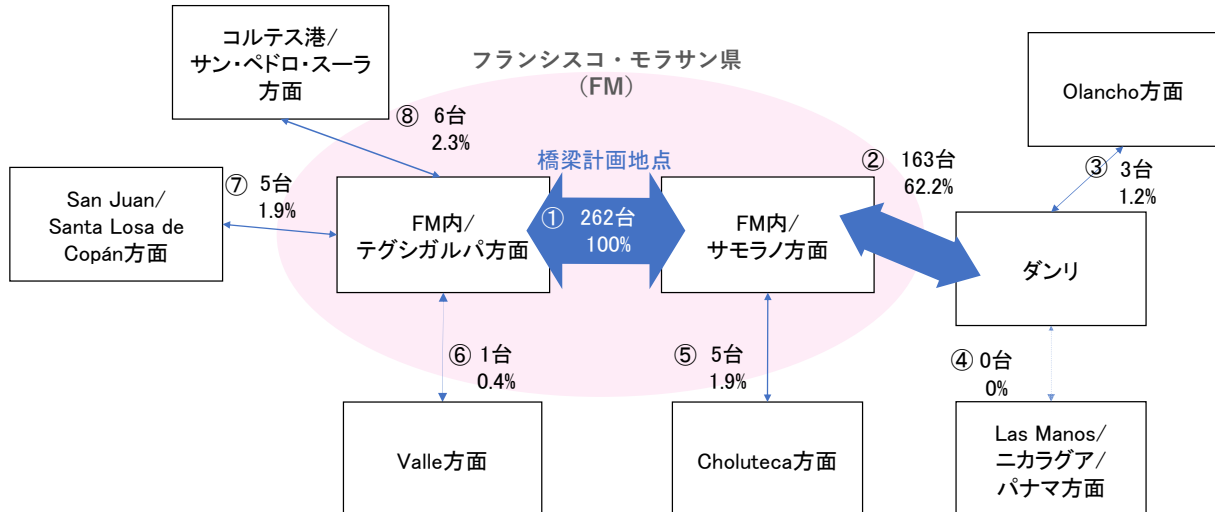 コルテス港/
サン・ペドロ・スーラ
方面
フランシスコ・モラサン県
（FM）
Olancho方面
⑧ 6台
2.3%
橋梁計画地点
② 163台
62.2%
③ 3台
1.2%
San Juan/
Santa Losa de
Copán方面
⑦ 5台
1.9%
FM内/
テグシガルパ方面
① 262台
100%
FM内/
サモラノ方面
ダンリ
⑥ 1台
0.4%
⑤ 5台
1.9%
④ 0台
0%
Valle方面
Choluteca方面
Las Manos/
ニカラグア/
パナマ方面